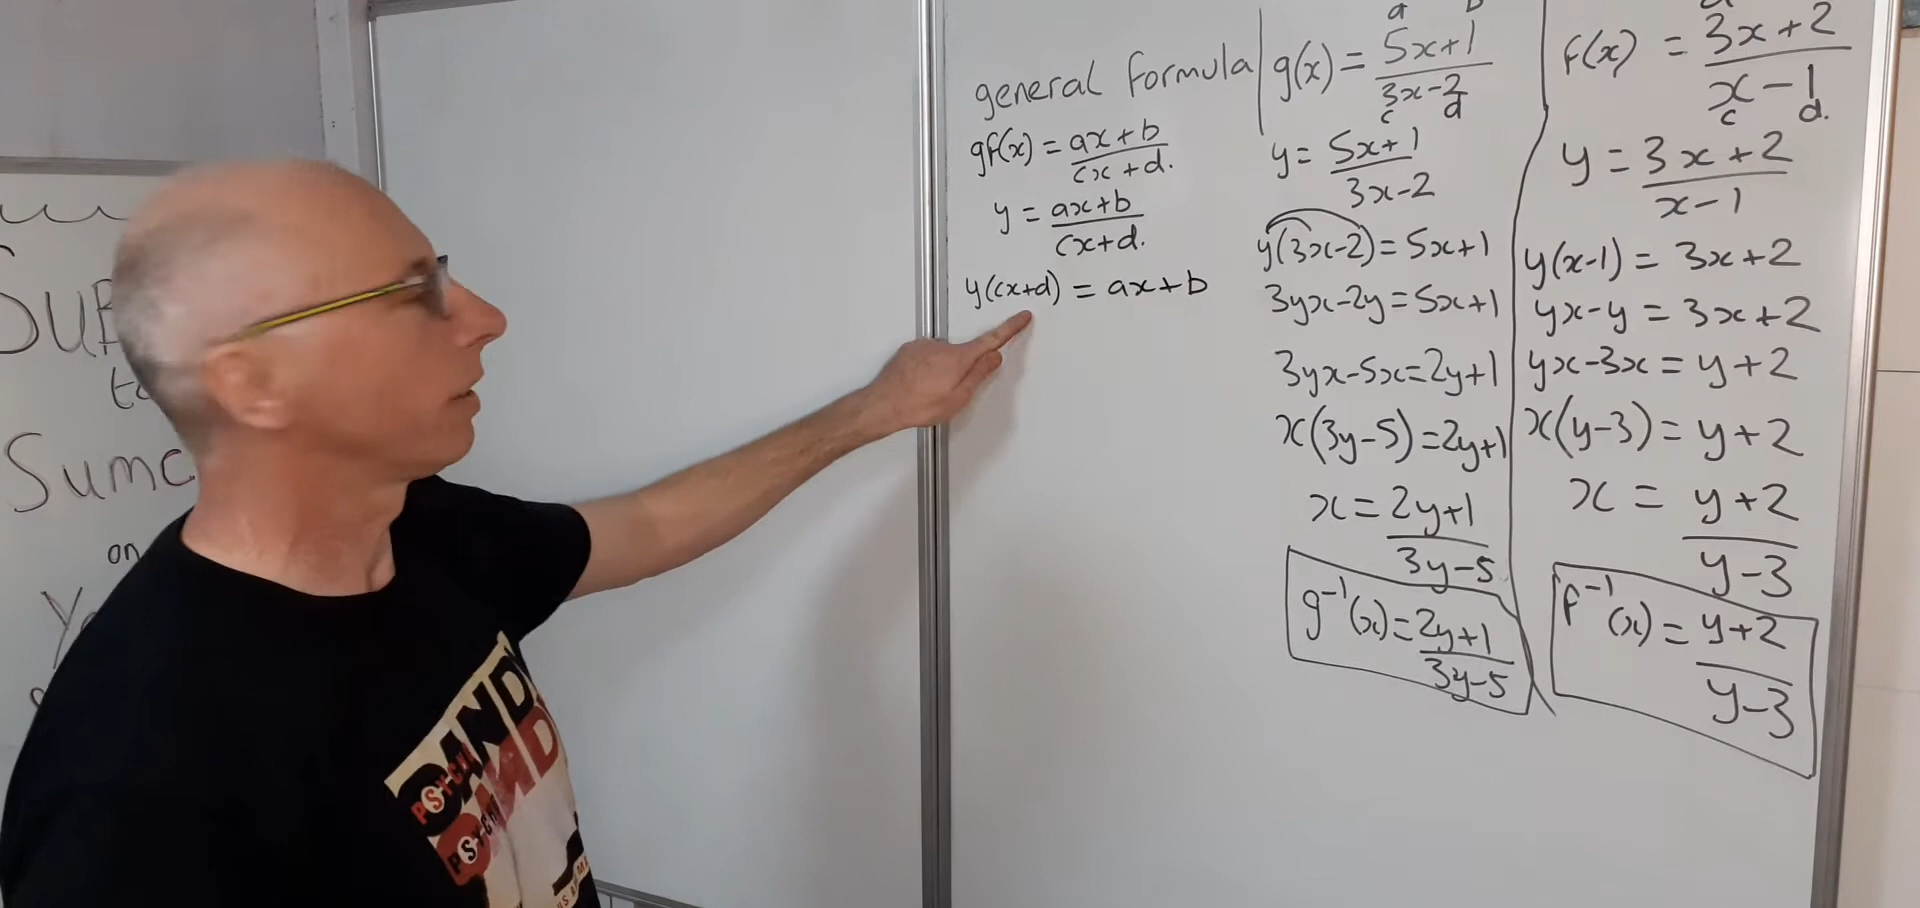 Sumc
on
general formula
gf(x) = ax+b / cx+d.
y = ax+b / cx+d.
y(cx+d) = ax+b
a b
g(x) = 5x+1 / 3x-2
c d
y = 5x+1 / 3x-2
y(3x-2) = 5x+1
3yx-2y = 5x+1
3yx-5x = 2y+1
x(3y-5) = 2y+1
x = 2y+1 / 3y-5
g⁻¹(x) = 2y+1 / 3y-5
f(x) = 3x+2 / x-1
c d.
y = 3x+2 / x-1
y(x-1) = 3x+2
yx-y = 3x+2
yx-3x = y+2
x(y-3) = y+2
x = y+2 / y-3
f⁻¹(x) = y+2 / y-3